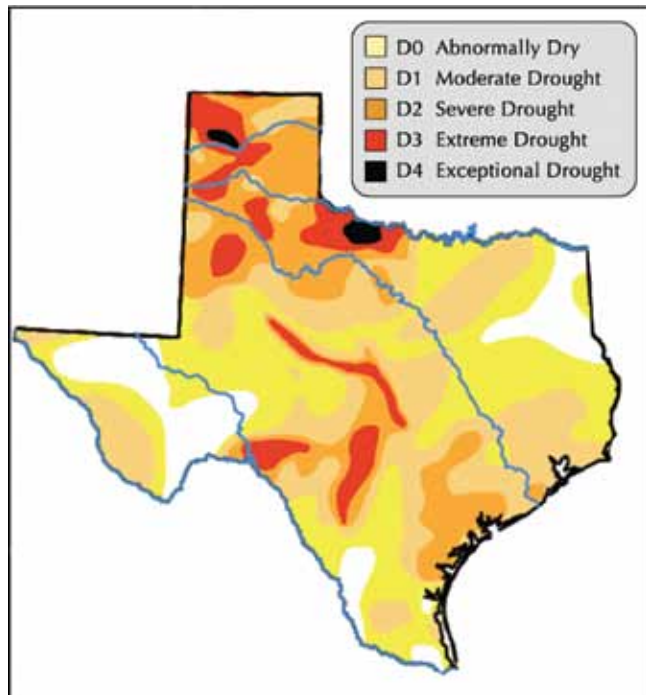 D0 Abnormally Dry
D1 Moderate Drought
D2 Severe Drought
D3 Extreme Drought
D4 Exceptional Drought